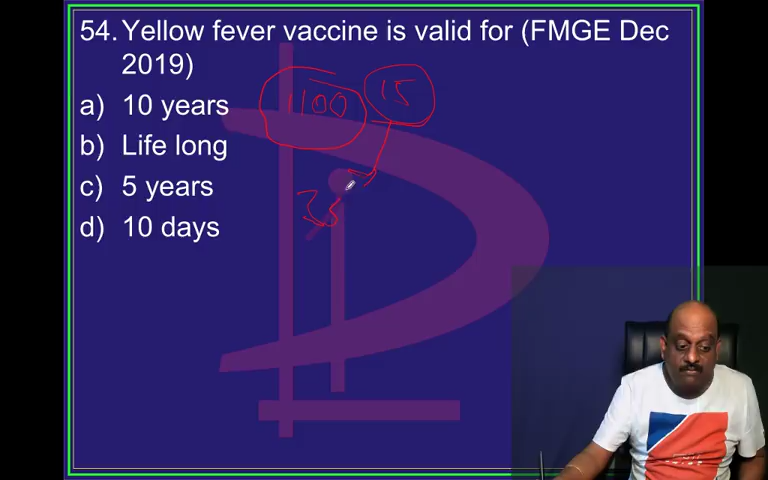 54. Yellow fever vaccine is valid for (FMGE Dec
2019)
a) 10 years
b) Life long
c) 5 years
d) 10 days
1100
15